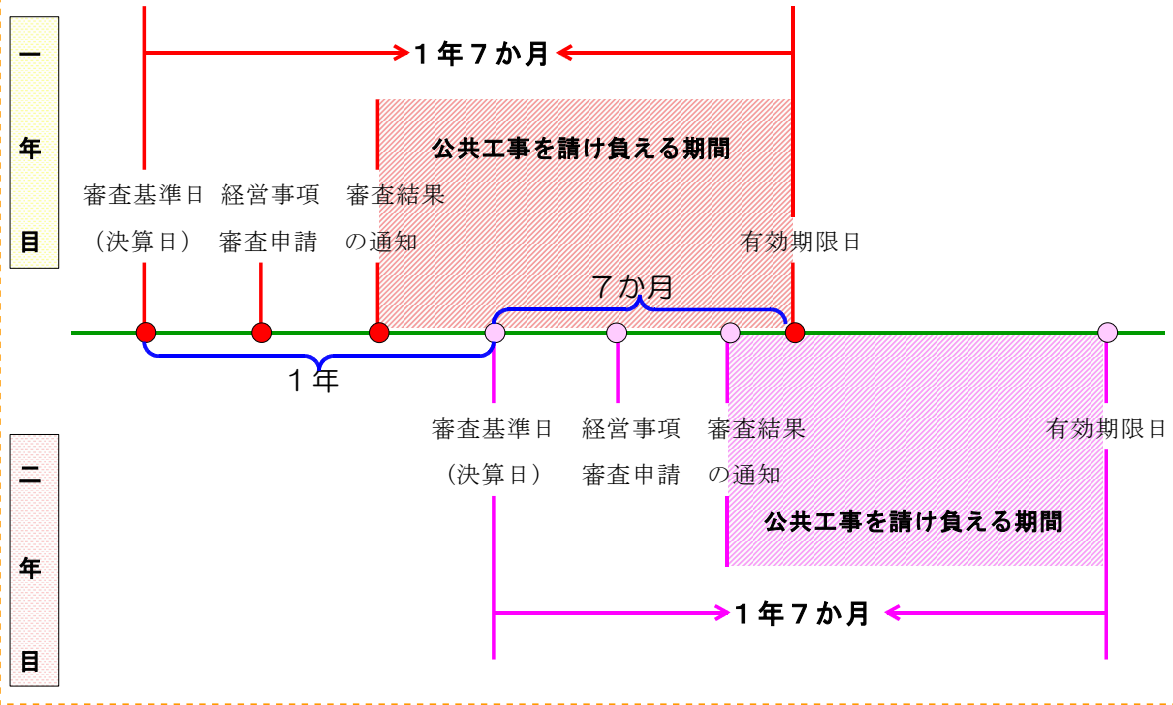 一年目
１年７か月
公共工事を請け負える期間
審査基準日
（決算日）
経営事項
審査申請
審査結果
の通知
有効期限日
７か月
１年
二年目
審査基準日
（決算日）
経営事項
審査申請
審査結果
の通知
有効期限日
公共工事を請け負える期間
１年７か月